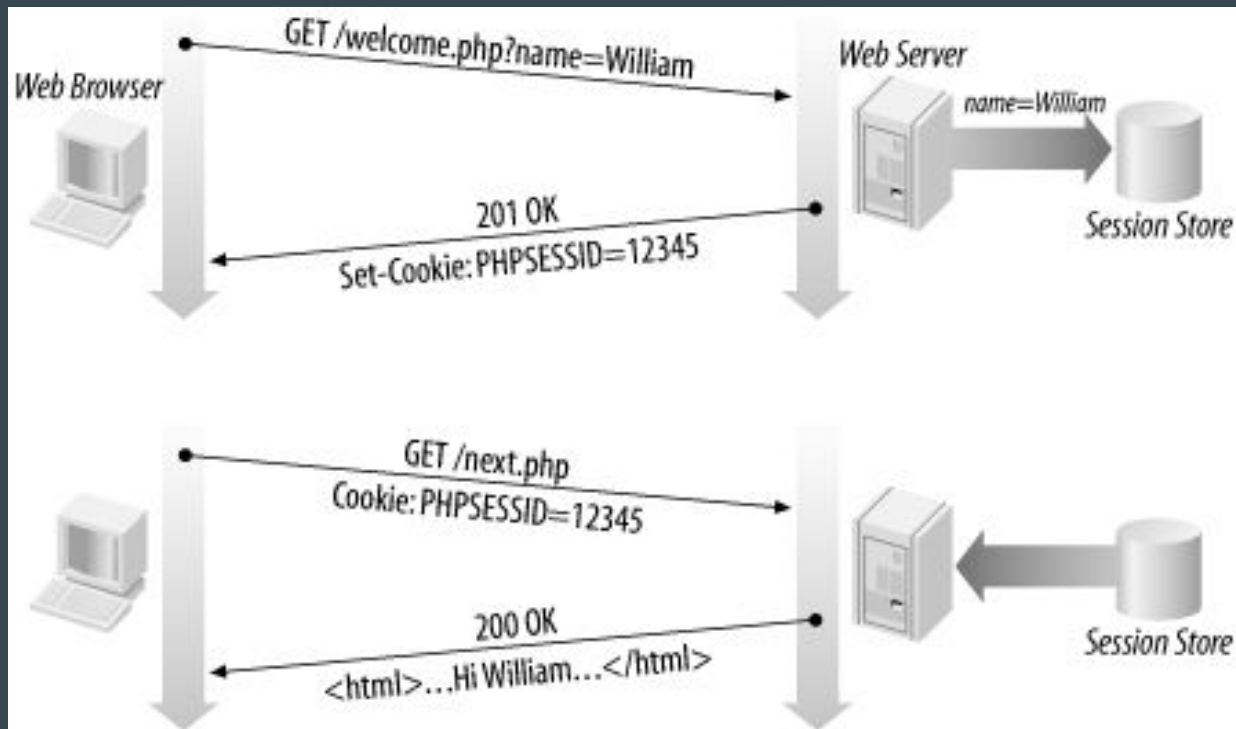 GET /welcome.php?name=William
Web Browser
Web Server
name=William
Session Store
201 OK
Set-Cookie: PHPSESSID=12345
GET /next.php
Cookie: PHPSESSID=12345
200 OK
<html>...Hi William...</html>
Session Store